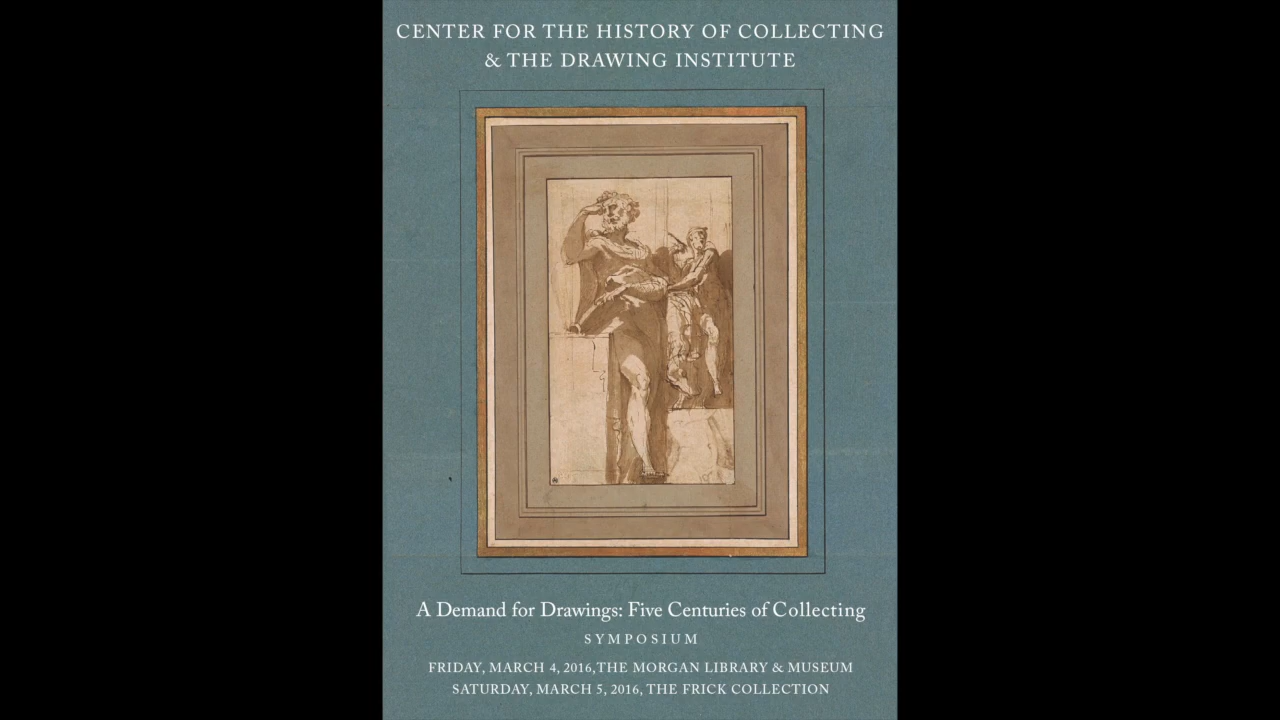 CENTER FOR THE HISTORY OF COLLECTING
& THE DRAWING INSTITUTE
A Demand for Drawings: Five Centuries of Collecting
SYMPOSIUM
FRIDAY, MARCH 4, 2016, THE MORGAN LIBRARY & MUSEUM
SATURDAY, MARCH 5, 2016, THE FRICK COLLECTION